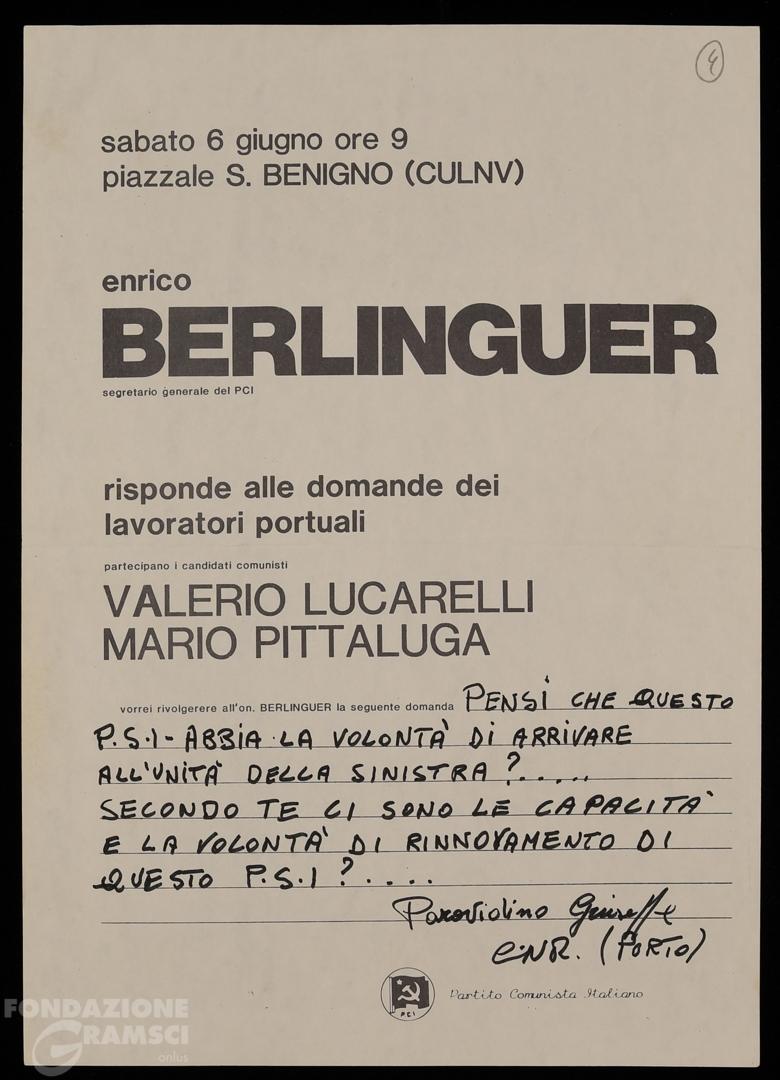 4
sabato 6 giugno ore 9
piazzale S. BENIGNO (CULNV)
enrico
BERLINGUER
segretario generale del PCI
risponde alle domande dei
lavoratori portuali
partecipano i candidati comunisti
VALERIO LUCARELLI
MARIO PITTALUGA
vorrei rivolgerere all'on. BERLINGUER la seguente domanda PENSI CHE QUESTO
P.S.I - ABBIA LA VOLONTÀ DI ARRIVARE
ALL'UNITÀ DELLA SINISTRA ?.....
SECONDO TE CI SONO LE CAPACITÀ
E LA VOLONTÀ DI RINNOVAMENTO DI
QUESTO P.S.I ?....
Giuseppe
C.N.R. (PORTO)
P.C.I.
Partito Comunista Italiano
FONDAZIONE
GRAMSCI
onlus